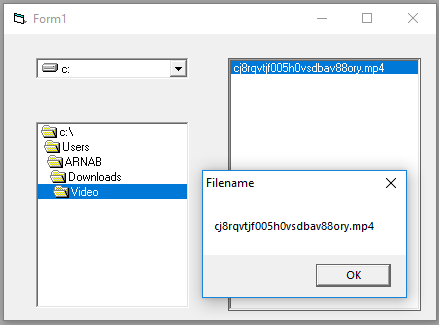 Form1
c:
cj8rqvtjf005h0vsdbav88ory.mp4
c:\
Users
ARNAB
Downloads
Video
Filename
cj8rqvtjf005h0vsdbav88ory.mp4
OK